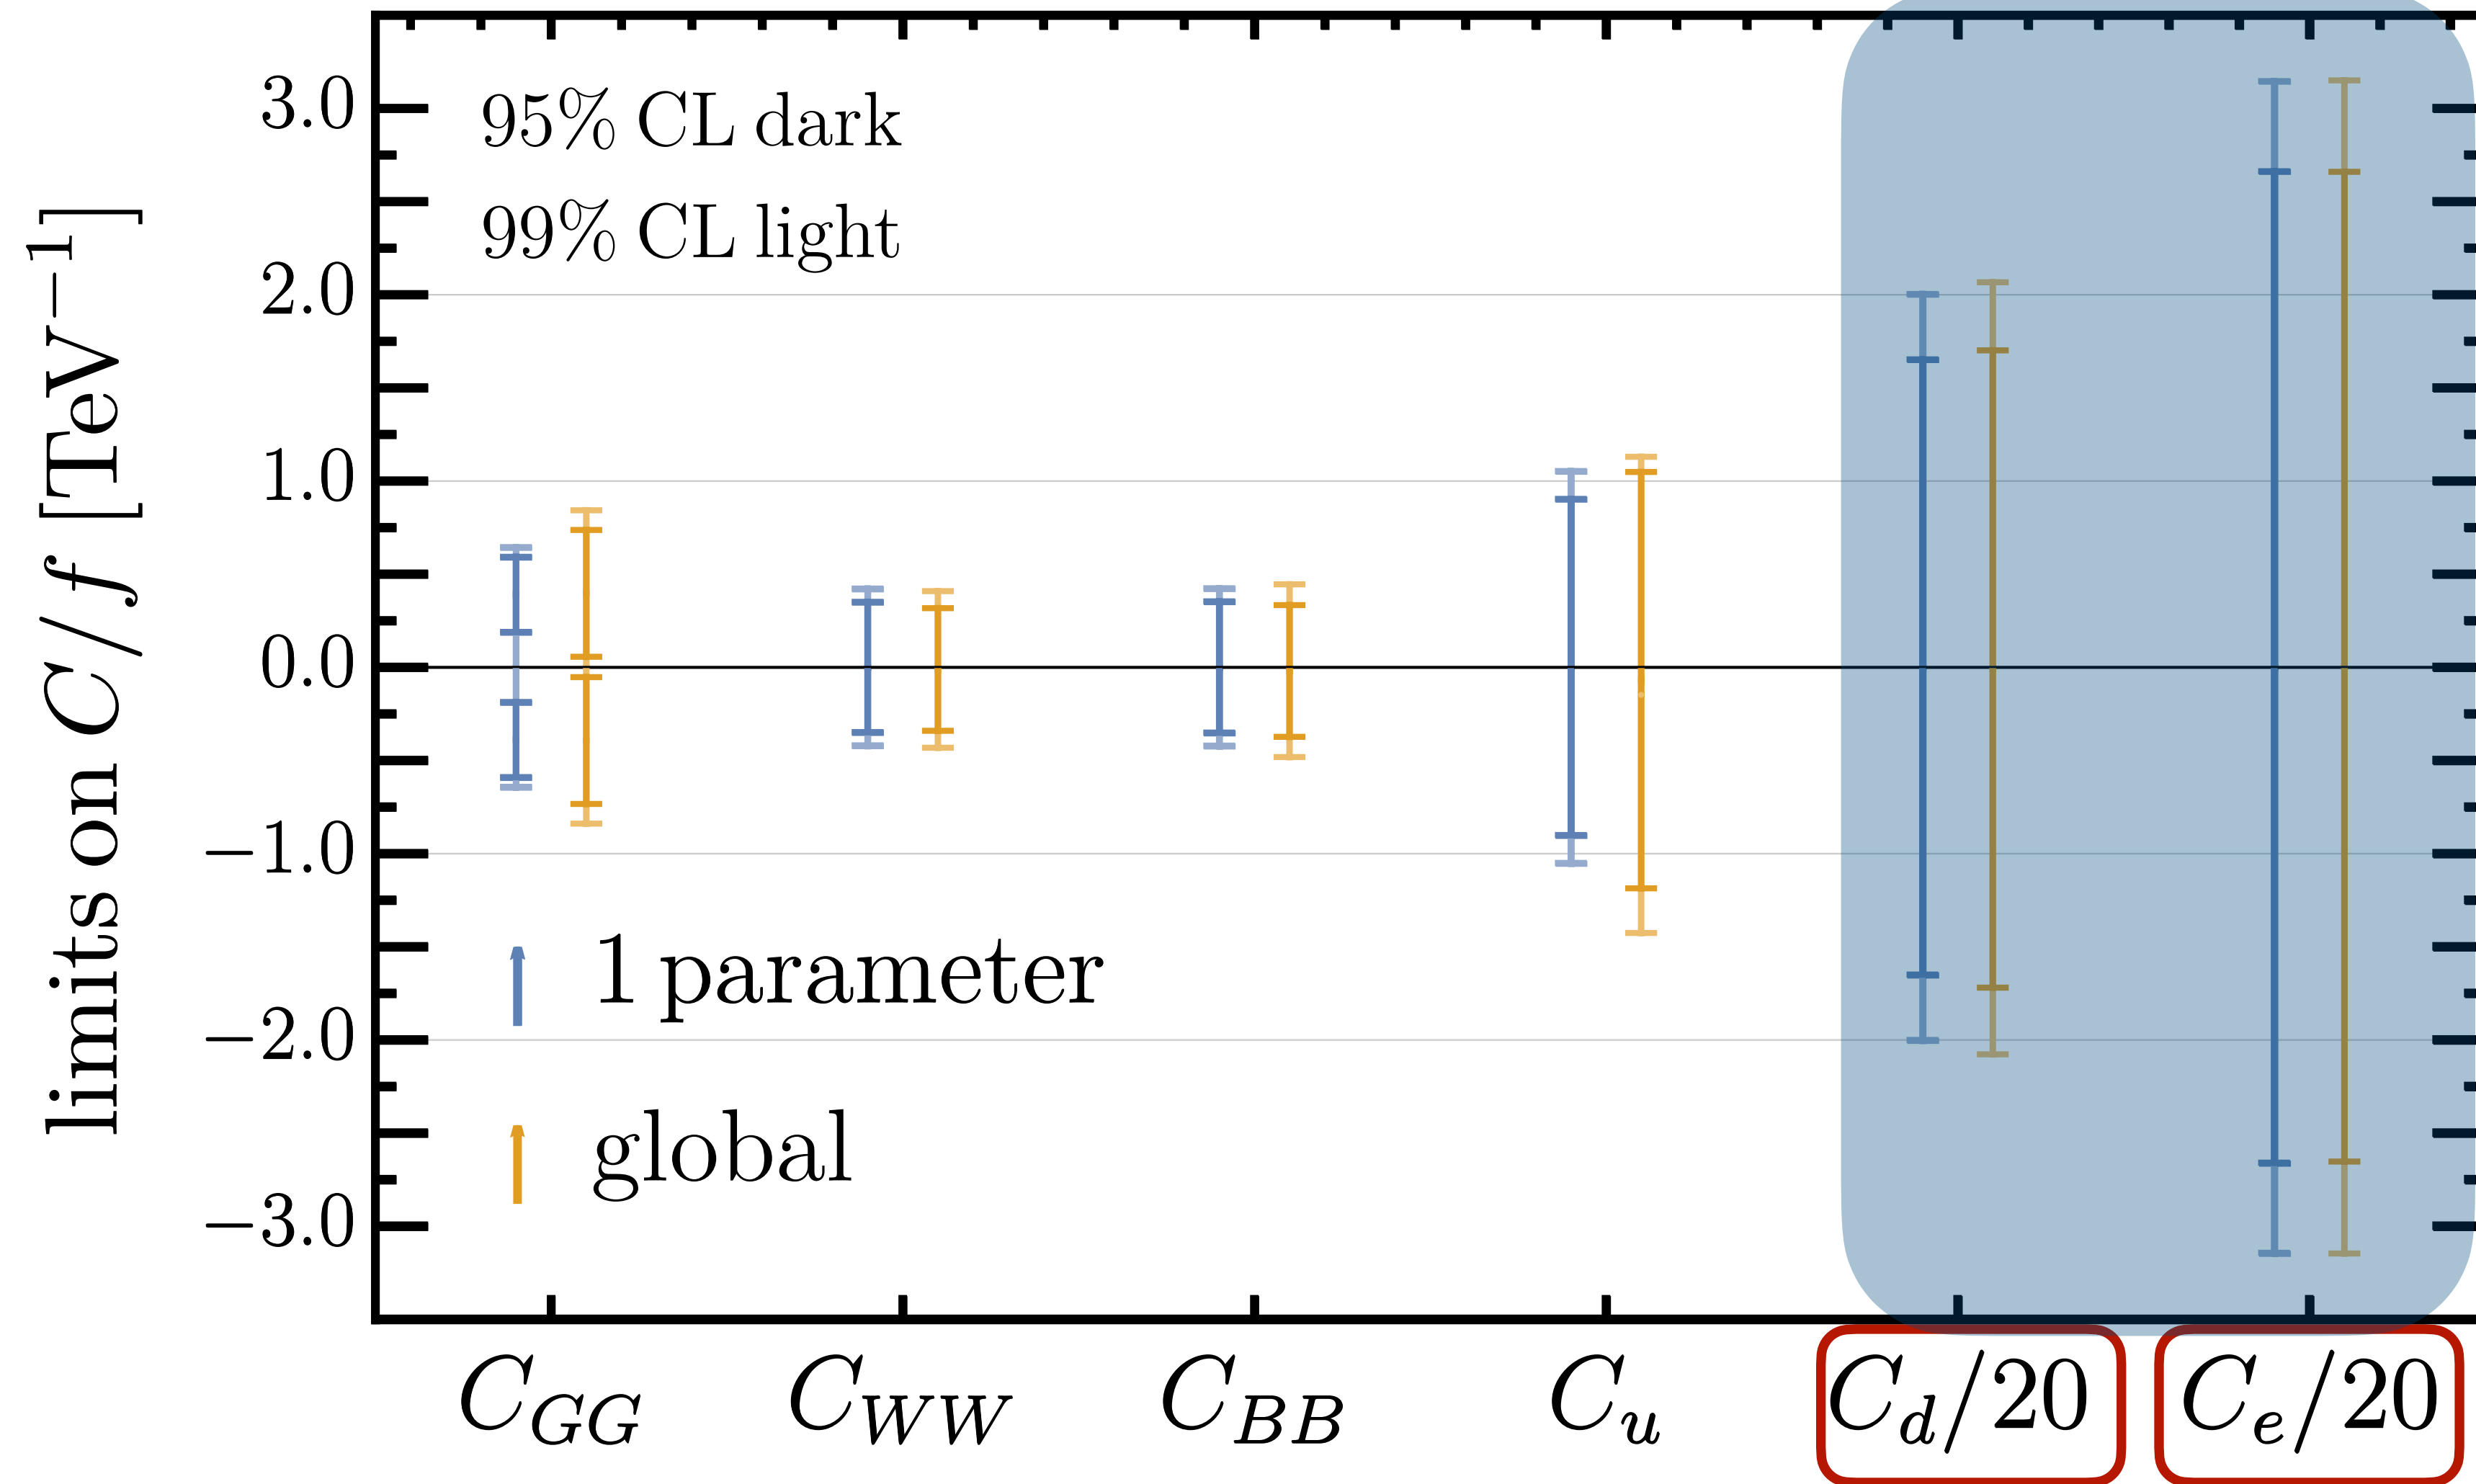 limits on C/f [TeV⁻¹]
3.0
2.0
1.0
0.0
−1.0
−2.0
−3.0
95% CL dark
99% CL light
1 parameter
global
C_GG C_WW C_BB C_u C_d/20 C_e/20